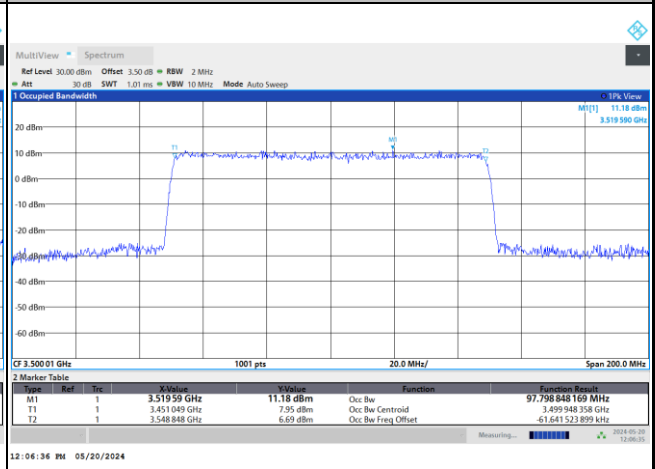 MultiView Spectrum
Ref Level 30.00 dBm Offset 3.50 dB RBW 2 MHz
Att 30 dB SWT 1.01 ms VBW 10 MHz Mode Auto Sweep
1 Occupied Bandwidth 1Pk View
M1[1] 11.18 dBm
3.519 590 GHz
20 dBm
M1
T1
T2
10 dBm
0 dBm
-10 dBm
-20 dBm
-30 dBm
-40 dBm
-50 dBm
-60 dBm
CF 3.500 01 GHz 1001 pts 20.0 MHz/ Span 200.0 MHz
2 Marker Table
Type Ref Trc X-Value Y-Value Function Function Result
M1 1 3.519 59 GHz 11.18 dBm Occ Bw 97.798 848 169 MHz
T1 1 3.451 049 GHz 7.95 dBm Occ Bw Centroid 3.499 948 358 GHz
T2 1 3.548 848 GHz 6.69 dBm Occ Bw Freq Offset -61.641 523 899 kHz
Measuring... 2024-05-20
12:06:35
12:06:36 PM 05/20/2024